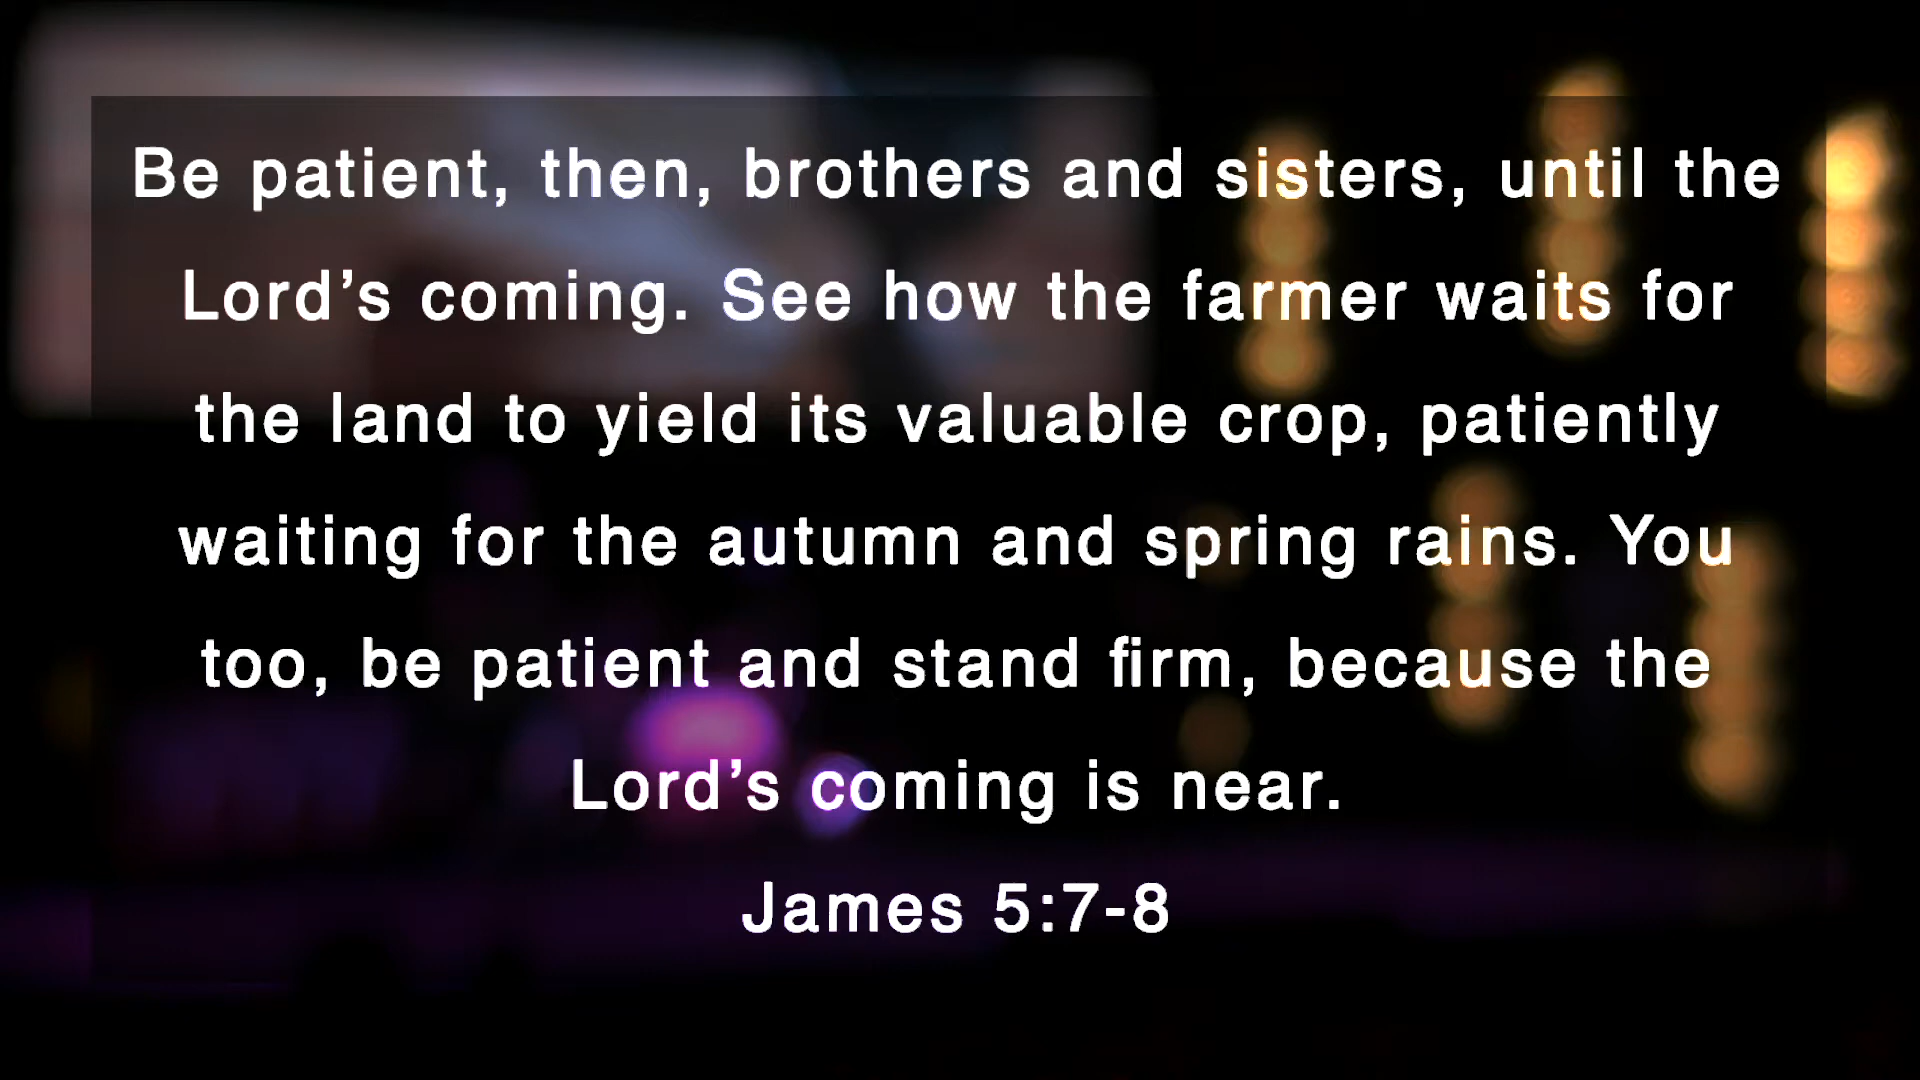 Be patient, then, brothers and sisters, until the
Lord’s coming. See how the farmer waits for
the land to yield its valuable crop, patiently
waiting for the autumn and spring rains. You
too, be patient and stand firm, because the
Lord’s coming is near.
James 5:7-8